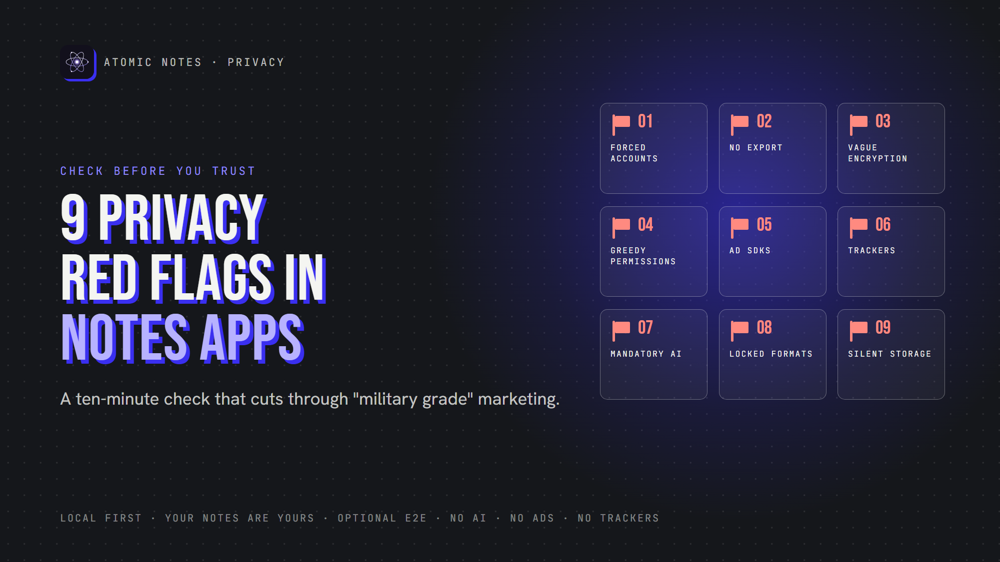 ATOMIC NOTES · PRIVACY
CHECK BEFORE YOU TRUST
9 PRIVACY
RED FLAGS IN
NOTES APPS
A ten-minute check that cuts through "military grade" marketing.
01
FORCED
ACCOUNTS
02
NO EXPORT
03
VAGUE
ENCRYPTION
04
GREEDY
PERMISSIONS
05
AD SDKS
06
TRACKERS
07
MANDATORY AI
08
LOCKED FORMATS
09
SILENT STORAGE
LOCAL FIRST · YOUR NOTES ARE YOURS · OPTIONAL E2E · NO AI · NO ADS · NO TRACKERS